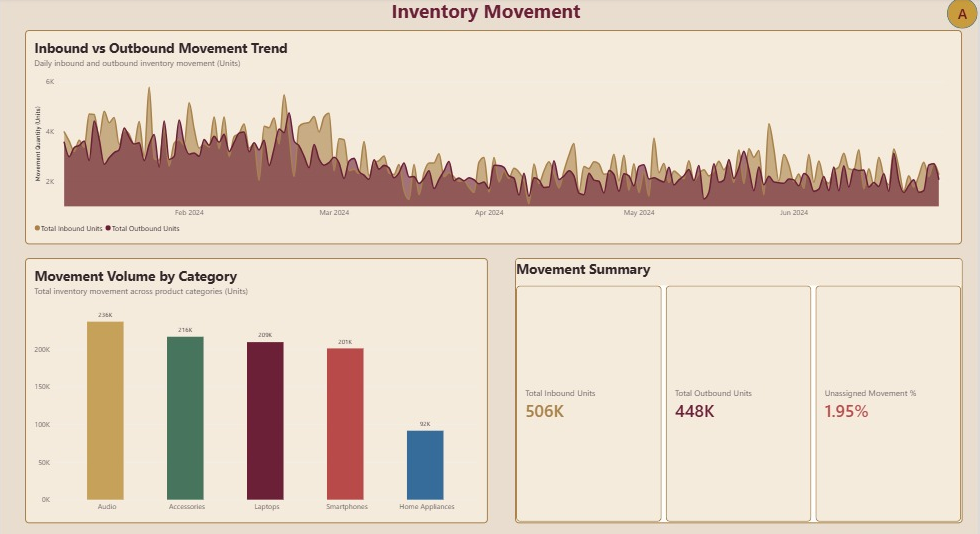 Inventory Movement
A
Inbound vs Outbound Movement Trend
Daily inbound and outbound inventory movement (Units)
Movement Quantity (Units)
6K
4K
2K
Feb 2024 Mar 2024 Apr 2024 May 2024 Jun 2024
Total Inbound Units Total Outbound Units
Movement Volume by Category
Total inventory movement across product categories (Units)
236K
216K
209K
201K
92K
200K
150K
100K
50K
0K
Audio Accessories Laptops Smartphones Home Appliances
Movement Summary
Total Inbound Units
506K
Total Outbound Units
448K
Unassigned Movement %
1.95%